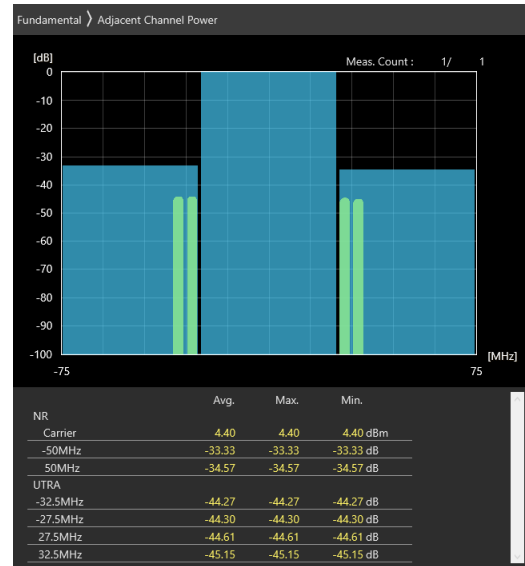 Fundamental 〉 Adjacent Channel Power
[dB]
Meas. Count : 1/ 1
0
-10
-20
-30
-40
-50
-60
-70
-80
-90
-100
[MHz]
-75 75
Avg. Max. Min.
NR
Carrier 4.40 4.40 4.40 dBm
-50MHz -33.33 -33.33 -33.33 dB
50MHz -34.57 -34.57 -34.57 dB
UTRA
-32.5MHz -44.27 -44.27 -44.27 dB
-27.5MHz -44.30 -44.30 -44.30 dB
27.5MHz -44.61 -44.61 -44.61 dB
32.5MHz -45.15 -45.15 -45.15 dB